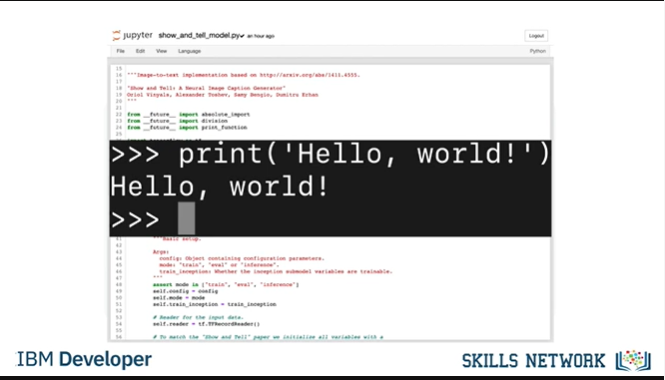 jupyter show_and_tell_model.py✔ an hour ago
Logout
File Edit View Language
Python
15
16 '''Image-to-text implementation based on http://arxiv.org/abs/1411.4555.
17
18 "Show and Tell: A Neural Image Caption Generator"
19 Oriol Vinyals, Alexander Toshev, Samy Bengio, Dumitru Erhan
20 '''
21
22 from __future__ import absolute_import
23 from __future__ import division
24 from __future__ import print_function
>>> print('Hello, world!')
Hello, world!
>>>
41 """Basic setup.
Args:
44 config: Object containing configuration parameters.
45 mode: "train", "eval" or "inference".
46 train_inception: Whether the inception submodel variables are trainable.
47 """
48 assert mode in ["train", "eval", "inference"]
49 self.config = config
50 self.mode = mode
51 self.train_inception = train_inception
52
53 # Reader for the input data.
54 self.reader = tf.TFRecordReader()
55
56 # To match the "Show and Tell" paper we initialize all variables with a
IBM Developer
SKILLS NETWORK